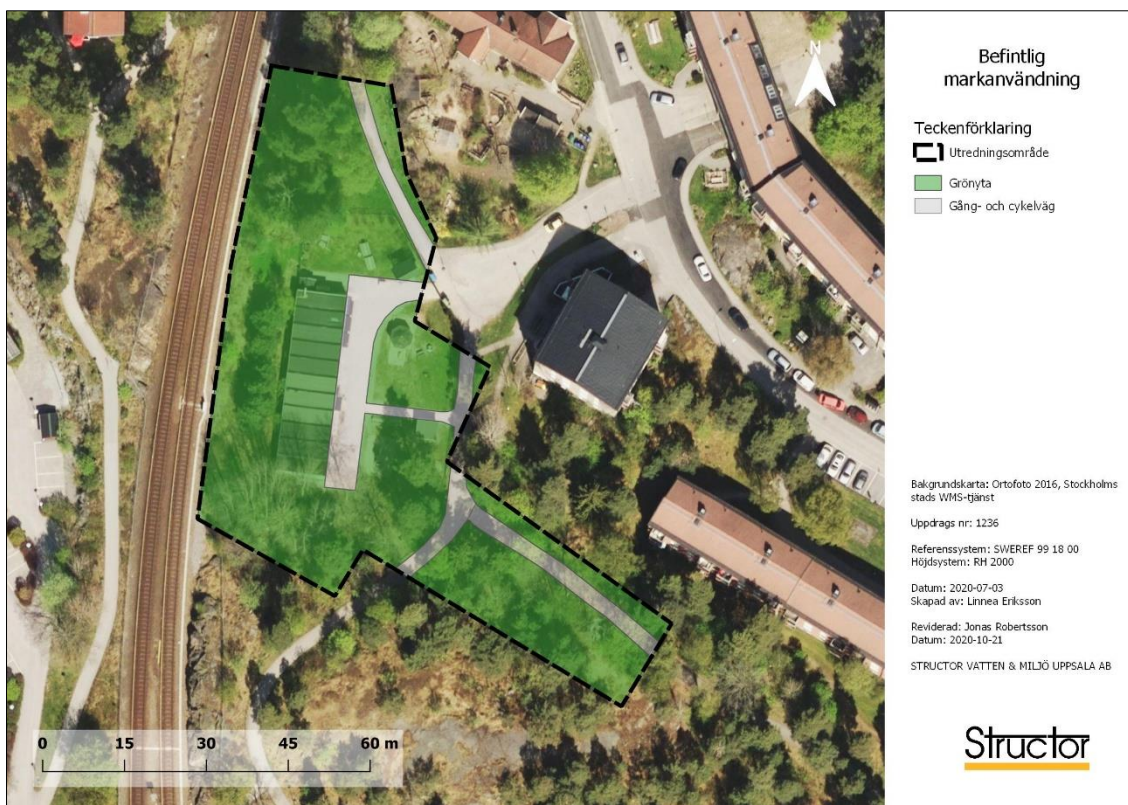 Befintlig
markanvändning
N
Teckenförklaring
Utredningsområde
Grönyta
Gång- och cykelväg
Bakgrundskarta: Ortofoto 2016, Stockholms
stads WMS-tjänst
Uppdrags nr: 1236
Referenssystem: SWEREF 99 18 00
Höjdsystem: RH 2000
Datum: 2020-07-03
Skapad av: Linnea Eriksson
Reviderad: Jonas Robertsson
Datum: 2020-10-21
STRUCTOR VATTEN & MILJÖ UPPSALA AB
0 15 30 45 60 m
Structor